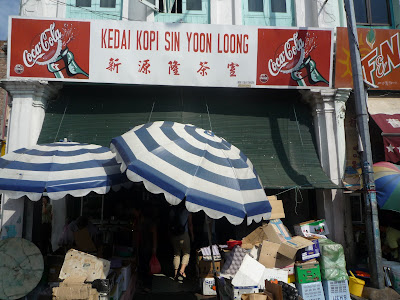 Coca-Cola
KEDAI KOPI SIN YOON LOONG
新源隆茶室
Coca-Cola
F&N